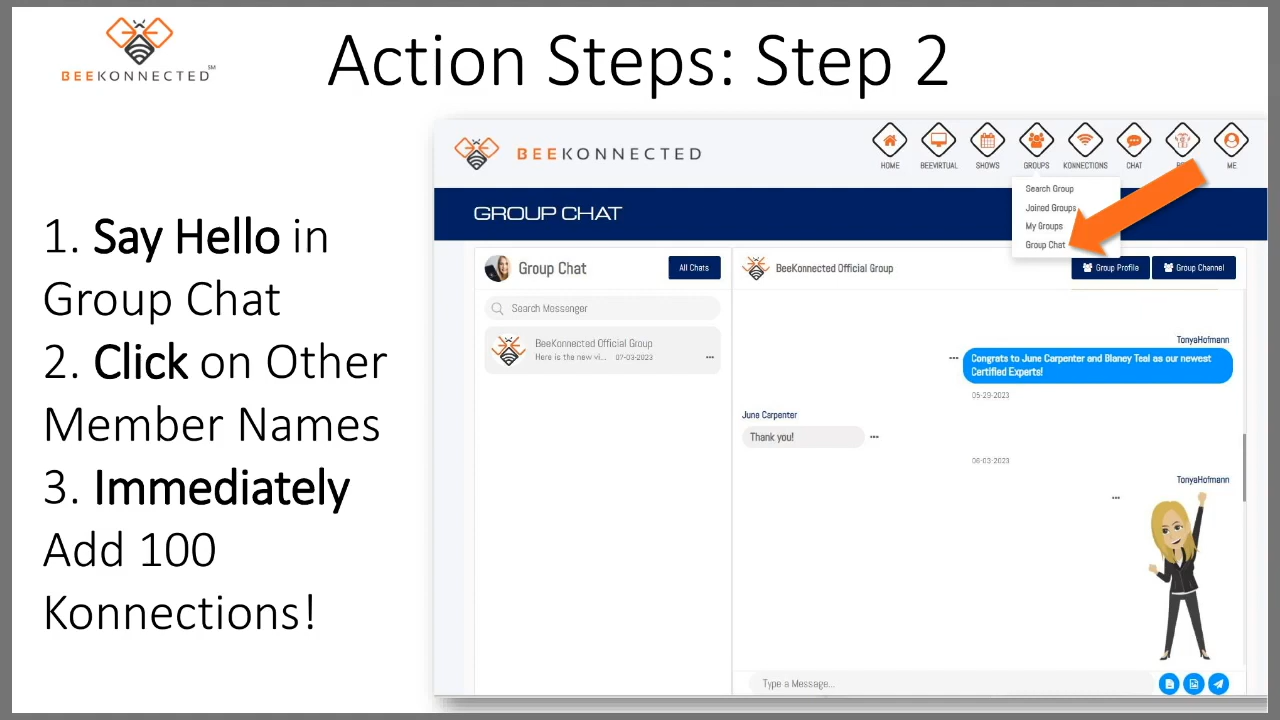 BEEKONNECTED SM
Action Steps: Step 2
1. Say Hello in
Group Chat
2. Click on Other
Member Names
3. Immediately
Add 100
Konnections!
BEEKONNECTED
HOME
BEEVIRTUAL
SHOWS
GROUPS
KONNECTIONS
CHAT
ME
Search Group
Joined Groups
My Groups
Group Chat
GROUP CHAT
Group Chat
All Chats
Search Messenger
BeeKonnected Official Group
Here is the new vi... 07-03-2023
BeeKonnected Official Group
Group Profile
Group Channel
TonyaHofmann
Congrats to June Carpenter and Blaney Teal as our newest
Certified Experts!
05-29-2023
June Carpenter
Thank you!
06-03-2023
TonyaHofmann
Type a Message...